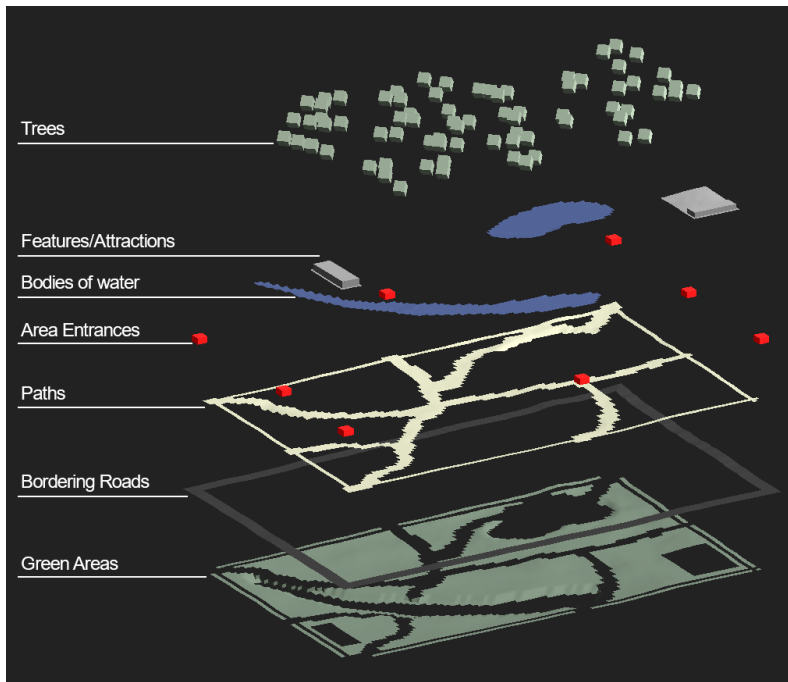 Trees
Features/Attractions
Bodies of water
Area Entrances
Paths
Bordering Roads
Green Areas